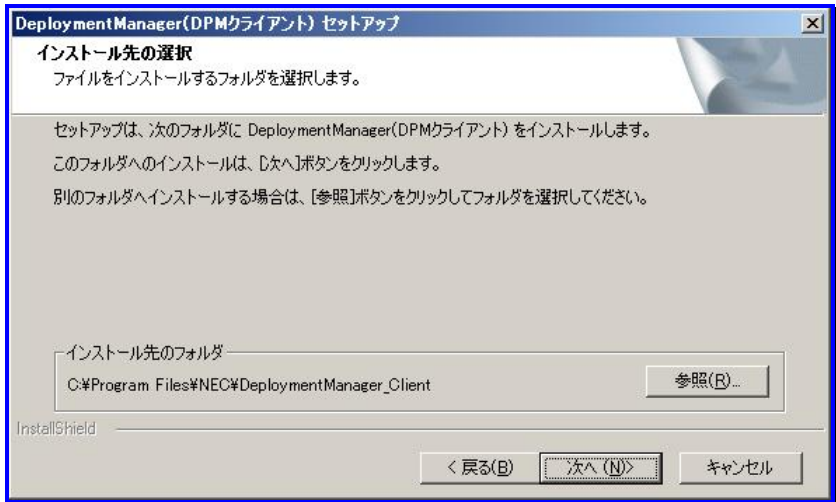 DeploymentManager(DPMクライアント) セットアップ
インストール先の選択
ファイルをインストールするフォルダを選択します。
セットアップは、次のフォルダに DeploymentManager(DPMクライアント) をインストールします。
このフォルダへのインストールは、[次へ]ボタンをクリックします。
別のフォルダへインストールする場合は、[参照]ボタンをクリックしてフォルダを選択してください。
インストール先のフォルダ
C:¥Program Files¥NEC¥DeploymentManager_Client
参照(R)...
InstallShield
< 戻る(B)
次へ (N)>
キャンセル